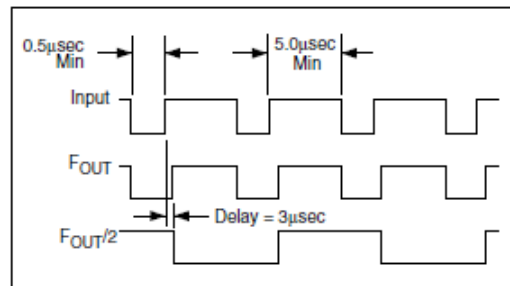 0.5µsec
Min
5.0µsec
Min
Input
FOUT
Delay = 3µsec
FOUT/2